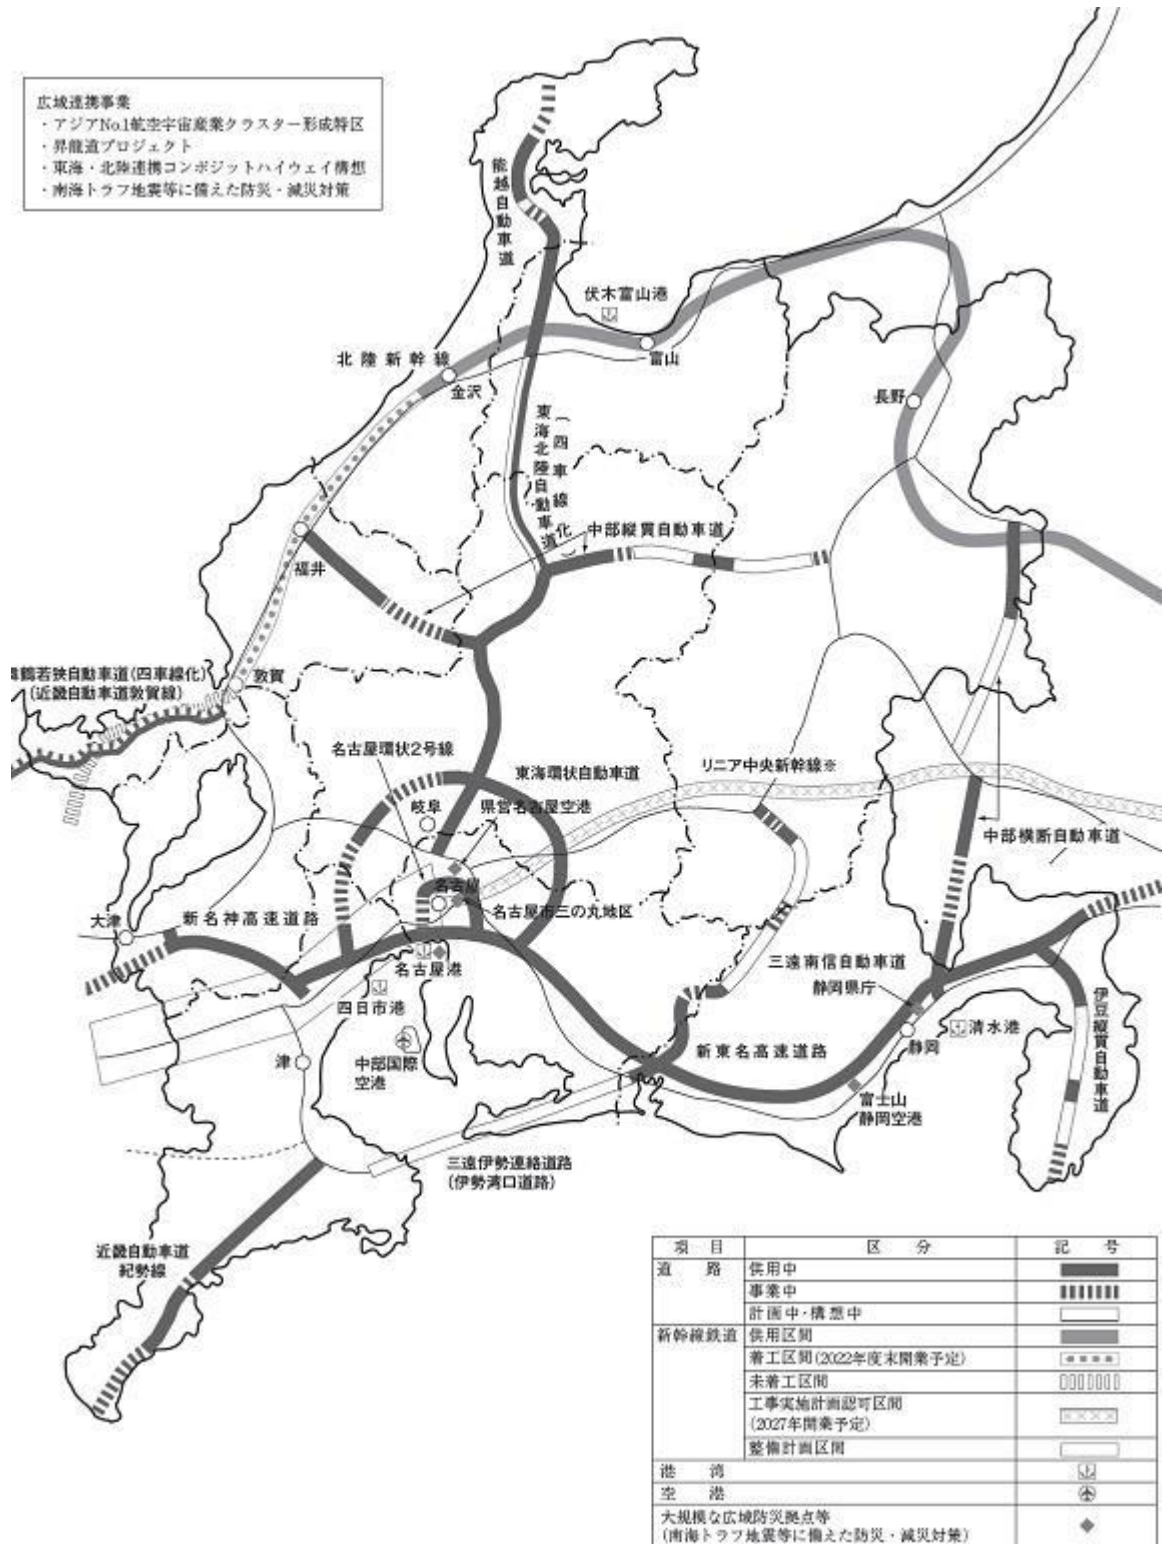 広域連携事業
・アジアNo.1航空宇宙産業クラスター形成特区
・昇龍道プロジェクト
・東海・北陸連携コンポジットハイウェイ構想
・南海トラフ地震等に備えた防災・減災対策
能越自動車道
伏木富山港
富山
北陸新幹線
金沢
長野
東海北陸自動車道
(四車線化)
中部縦貫自動車道
福井
舞鶴若狭自動車道(四車線化)
(近畿自動車道敦賀線)
敦賀
名古屋環状2号線
東海環状自動車道
リニア中央新幹線※
岐阜
県営名古屋空港
中部横断自動車道
名古屋
名古屋市三の丸地区
大津
新名神高速道路
名古屋港
四日市港
三遠南信自動車道
静岡県庁
伊豆縦貫自動車道
清水港
静岡
津
中部国際
空港
新東名高速道路
富士山
静岡空港
三遠伊勢連絡道路
(伊勢湾口道路)
近畿自動車道
紀勢線
項 目 区 分 記 号
道 路 供用中
事業中
計画中・構想中
新幹線鉄道 供用区間
着工区間(2022年度末開業予定)
未着工区間
工事実施計画認可区間
(2027年開業予定)
整備計画区間
港 湾
空 港
大規模な広域防災拠点等
(南海トラフ地震等に備えた防災・減災対策)